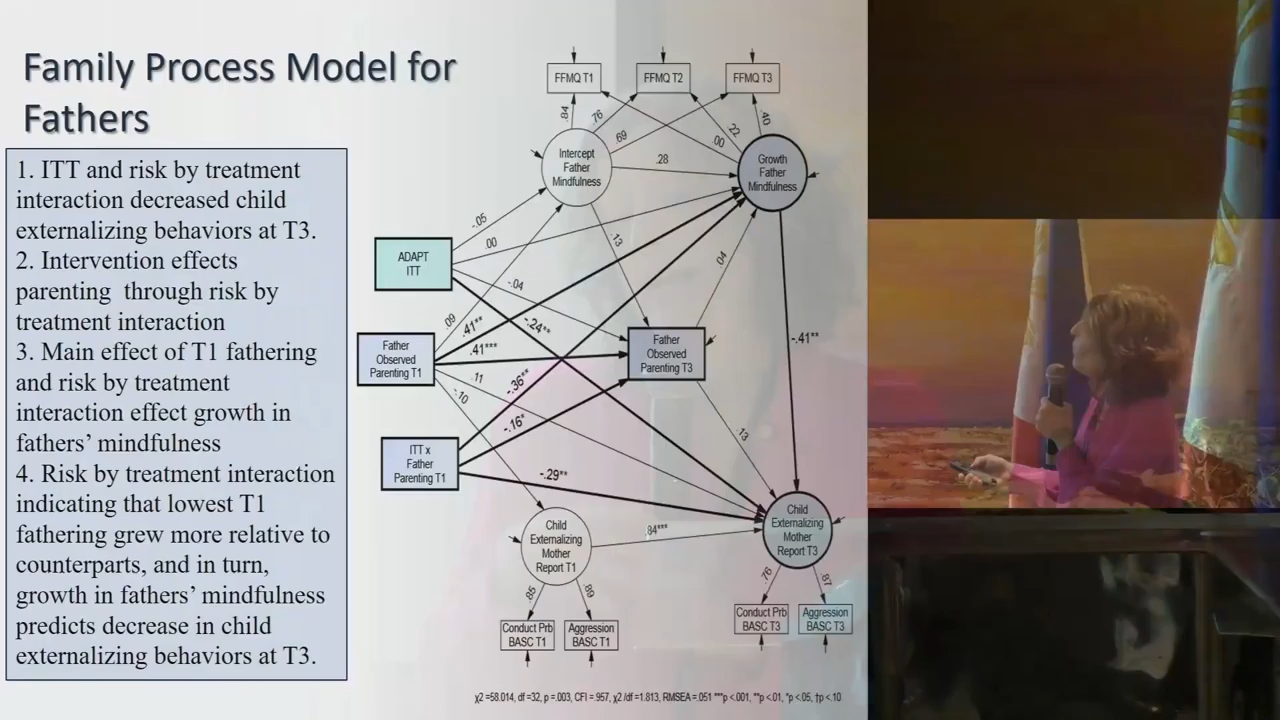 Family Process Model for
Fathers
1. ITT and risk by treatment
interaction decreased child
externalizing behaviors at T3.
2. Intervention effects
parenting through risk by
treatment interaction
3. Main effect of T1 fathering
and risk by treatment
interaction effect growth in
fathers’ mindfulness
4. Risk by treatment interaction
indicating that lowest T1
fathering grew more relative to
counterparts, and in turn,
growth in fathers’ mindfulness
predicts decrease in child
externalizing behaviors at T3.
FFMQ T1
FFMQ T2
FFMQ T3
.84
.76
.69
.00
.22
.40
Intercept
Father
Mindfulness
.28
Growth
Father
Mindfulness
-.05
.00
-.04
-.24**
ADAPT
ITT
.13
.04
.09
.41**
.41***
.11
-.10
Father
Observed
Parenting T1
Father
Observed
Parenting T3
-.41**
-.36**
-.16*
-.29**
ITT x
Father
Parenting T1
.13
Child
Externalizing
Mother
Report T1
.84***
Child
Externalizing
Mother
Report T3
.85
.89
.76
.87
Conduct Prb
BASC T1
Aggression
BASC T1
Conduct Prb
BASC T3
Aggression
BASC T3
χ2 =58.014, df =32, p =.003, CFI = .957, χ2 /df =1.813, RMSEA = .051 ***p <.001, **p <.01, *p <.05, †p <.10